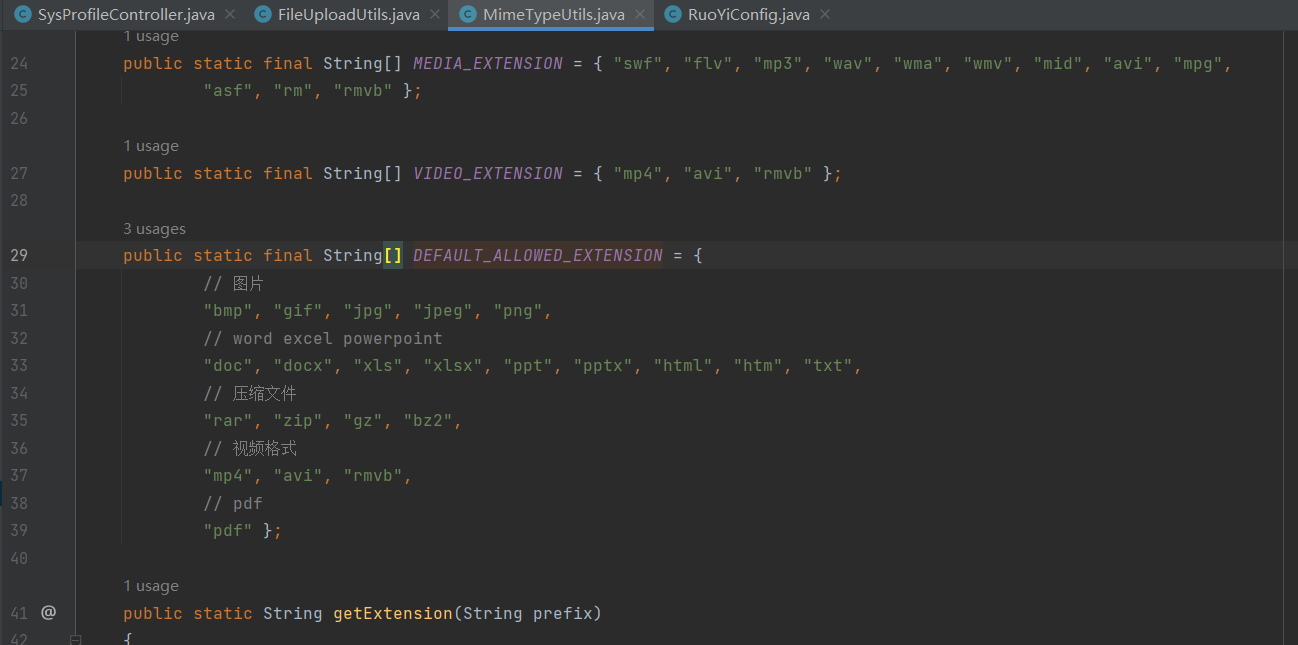 SysProfileController.java FileUploadUtils.java MimeTypeUtils.java RuoYiConfig.java
1 usage
24 public static final String[] MEDIA_EXTENSION = { "swf", "flv", "mp3", "wav", "wma", "wmv", "mid", "avi", "mpg",
25 "asf", "rm", "rmvb" };
26
1 usage
27 public static final String[] VIDEO_EXTENSION = { "mp4", "avi", "rmvb" };
28
3 usages
29 public static final String[] DEFAULT_ALLOWED_EXTENSION = {
30 // 图片
31 "bmp", "gif", "jpg", "jpeg", "png",
32 // word excel powerpoint
33 "doc", "docx", "xls", "xlsx", "ppt", "pptx", "html", "htm", "txt",
34 // 压缩文件
35 "rar", "zip", "gz", "bz2",
36 // 视频格式
37 "mp4", "avi", "rmvb",
38 // pdf
39 "pdf" };
40
1 usage
41 @ public static String getExtension(String prefix)
42 {